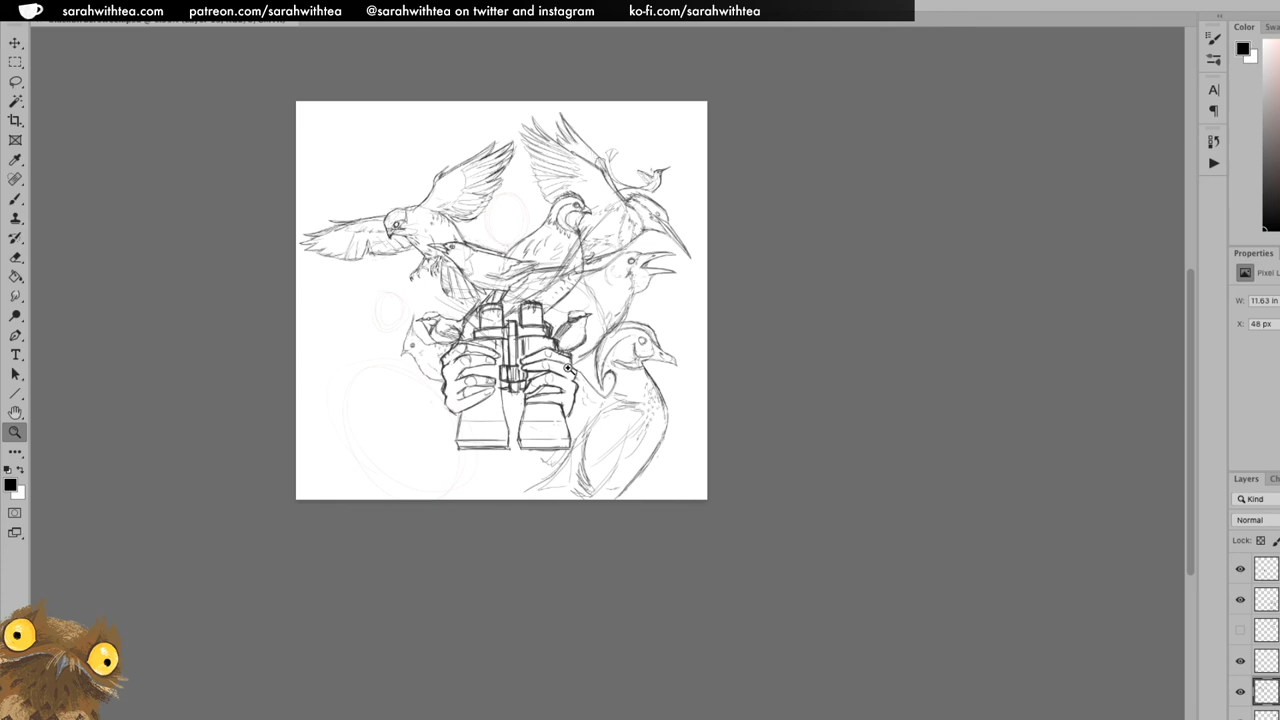 sarahwithtea.com patreon.com/sarahwithtea @sarahwithtea on twitter and instagram ko-fi.com/sarahwithtea
Color
Properties
Pixel L
W: 11.63 in
X: 48 px
Layers
Kind
Normal
Lock: